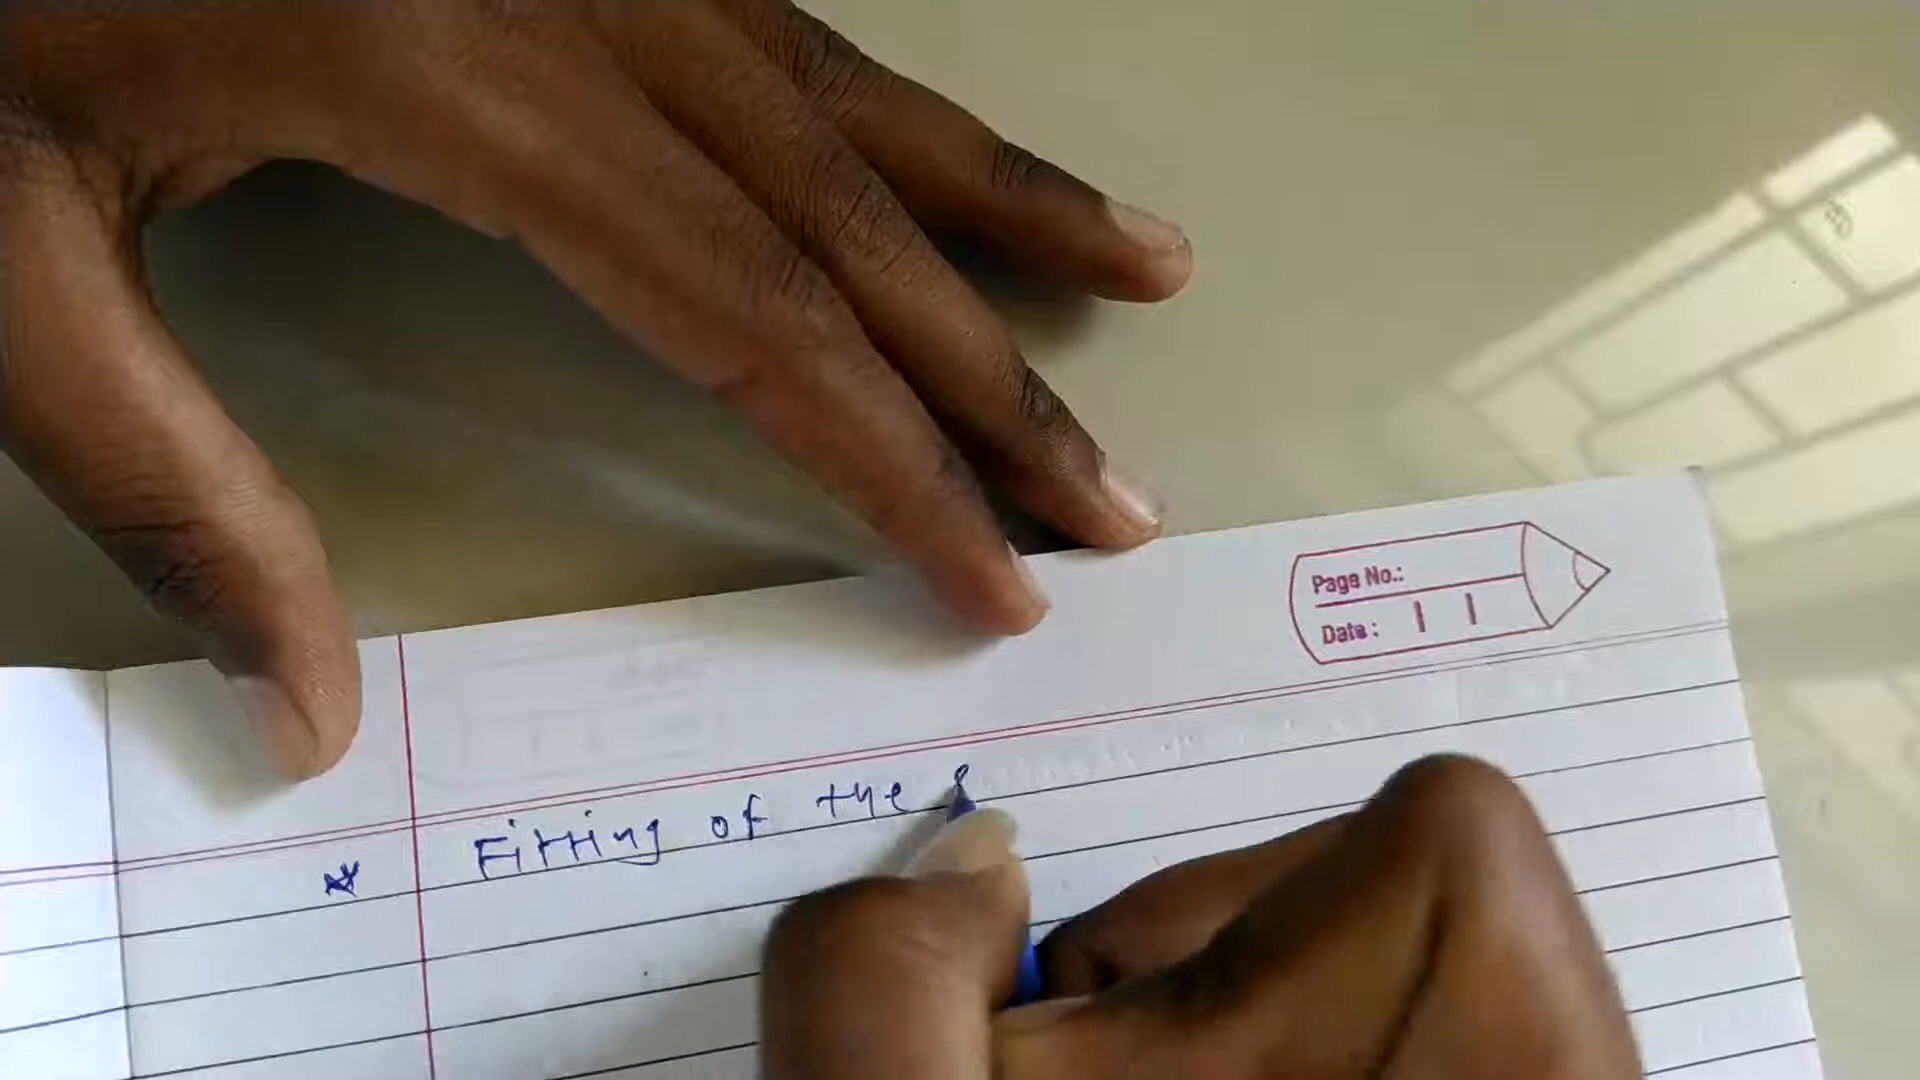 Page No.:
Date :
Fitting of the